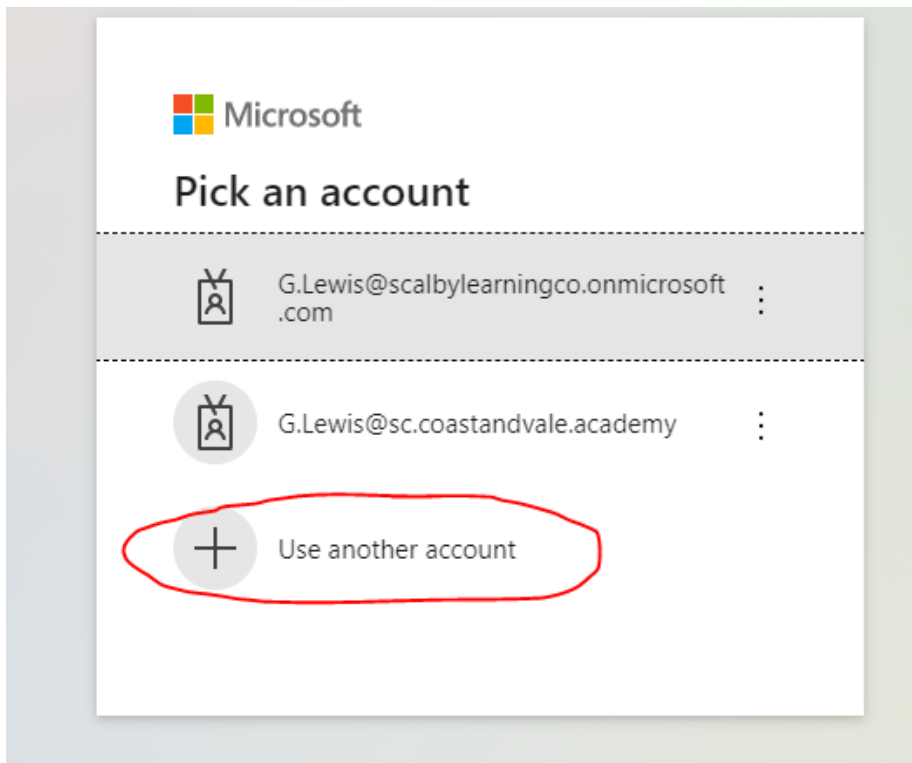 Microsoft
Pick an account
G.Lewis@scalbylearningco.onmicrosoft
.com
G.Lewis@sc.coastandvale.academy
Use another account